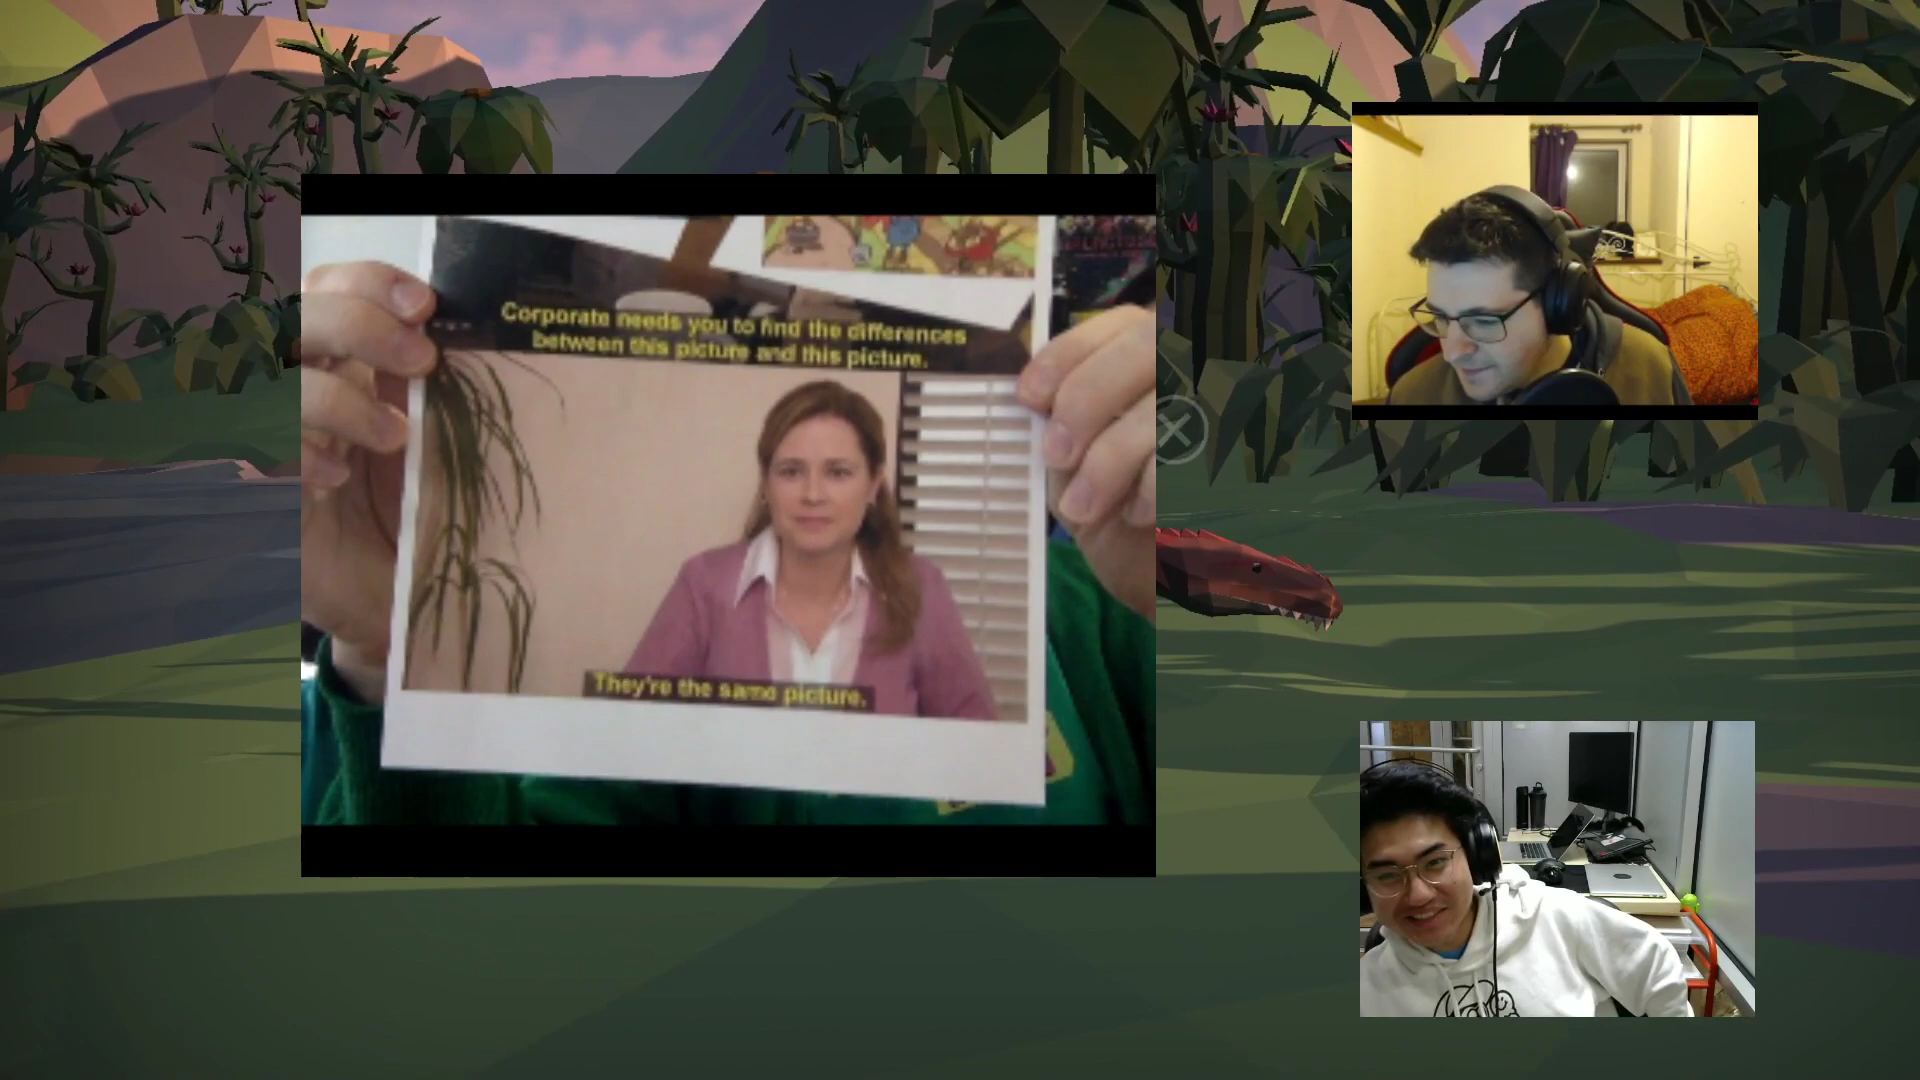 Corporate needs you to find the differences
between this picture and this picture.
They're the same picture.